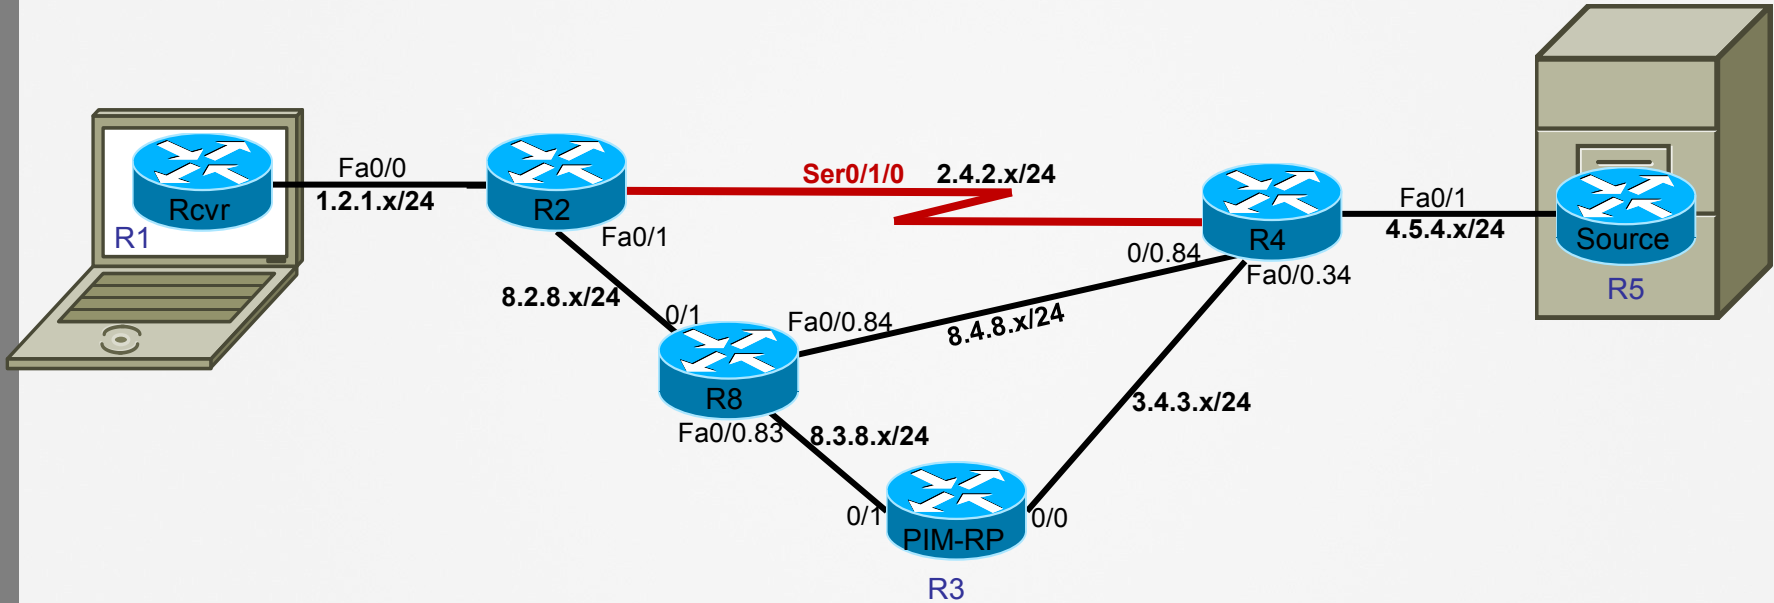 Fa0/0
Rcvr
1.2.1.x/24
R1
R2
Fa0/1
Ser0/1/0
2.4.2.x/24
R4
0/0.84
Fa0/0.34
Fa0/1
4.5.4.x/24
Source
R5
8.2.8.x/24
0/1
Fa0/0.84
8.4.8.x/24
R8
Fa0/0.83
8.3.8.x/24
3.4.3.x/24
0/1
0/0
PIM-RP
R3